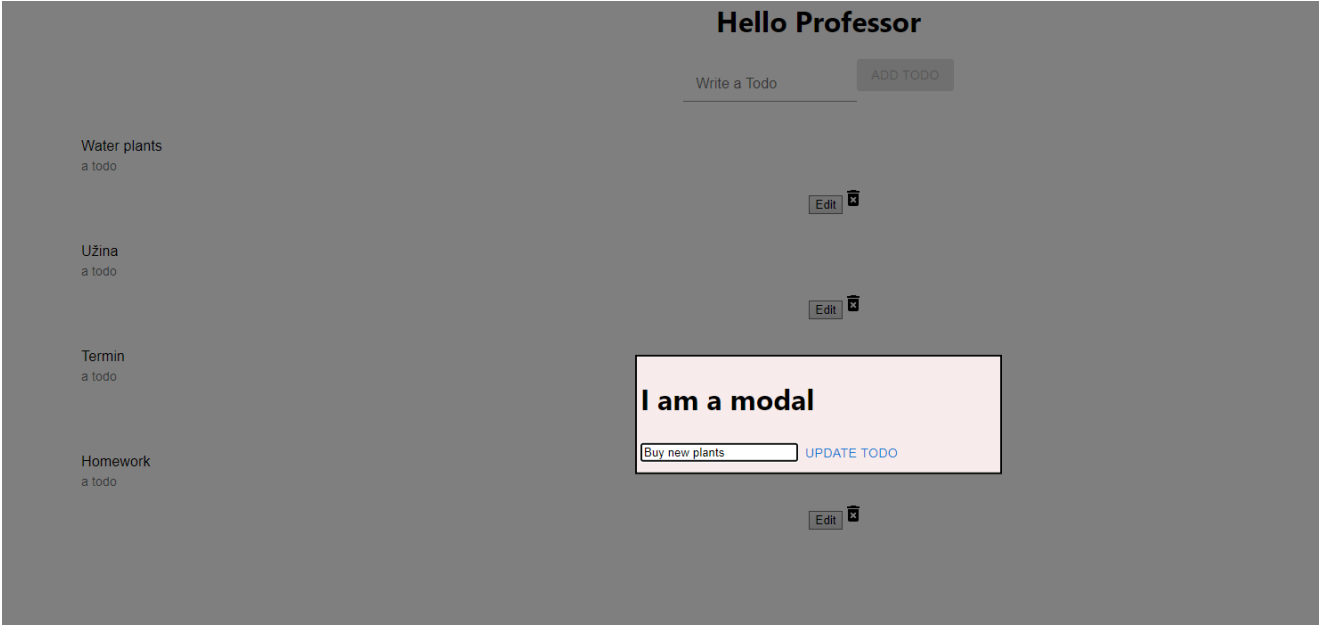 Hello Professor
Write a Todo
ADD TODO
Water plants
a todo
Edit
Užina
a todo
Edit
Termin
a todo
I am a modal
Buy new plants UPDATE TODO
Homework
a todo
Edit